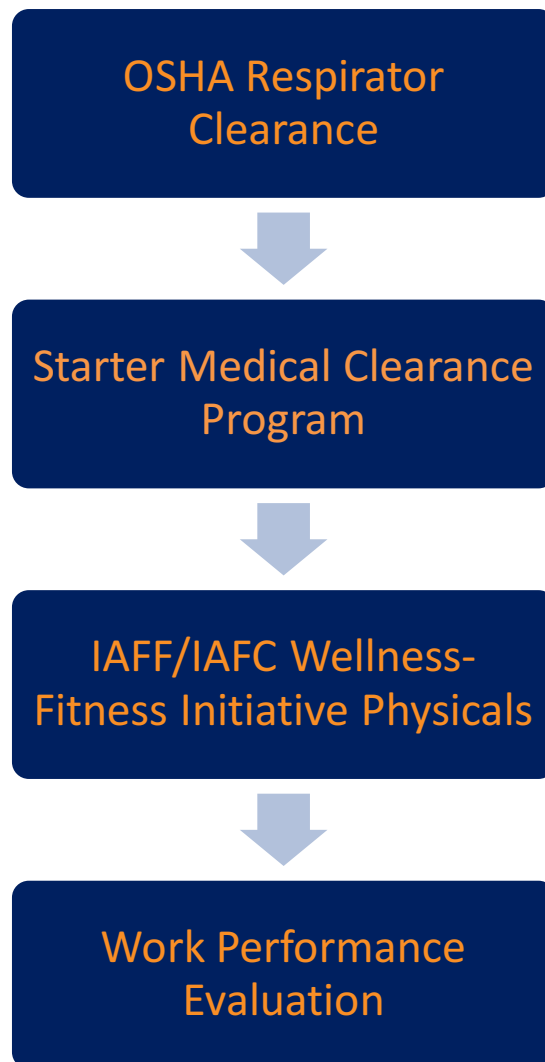 OSHA Respirator
Clearance
Starter Medical Clearance
Program
IAFF/IAFC Wellness-
Fitness Initiative Physicals
Work Performance
Evaluation